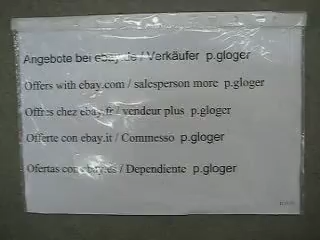 Angebote bei ebay.de / Verkäufer p.gloger
Offers with ebay.com / salesperson more p.gloger
Offres chez ebay.fr / vendeur plus p.gloger
Offerte con ebay.it / Commesso p.gloger
Ofertas con ebay.es / Dependiente p.gloger